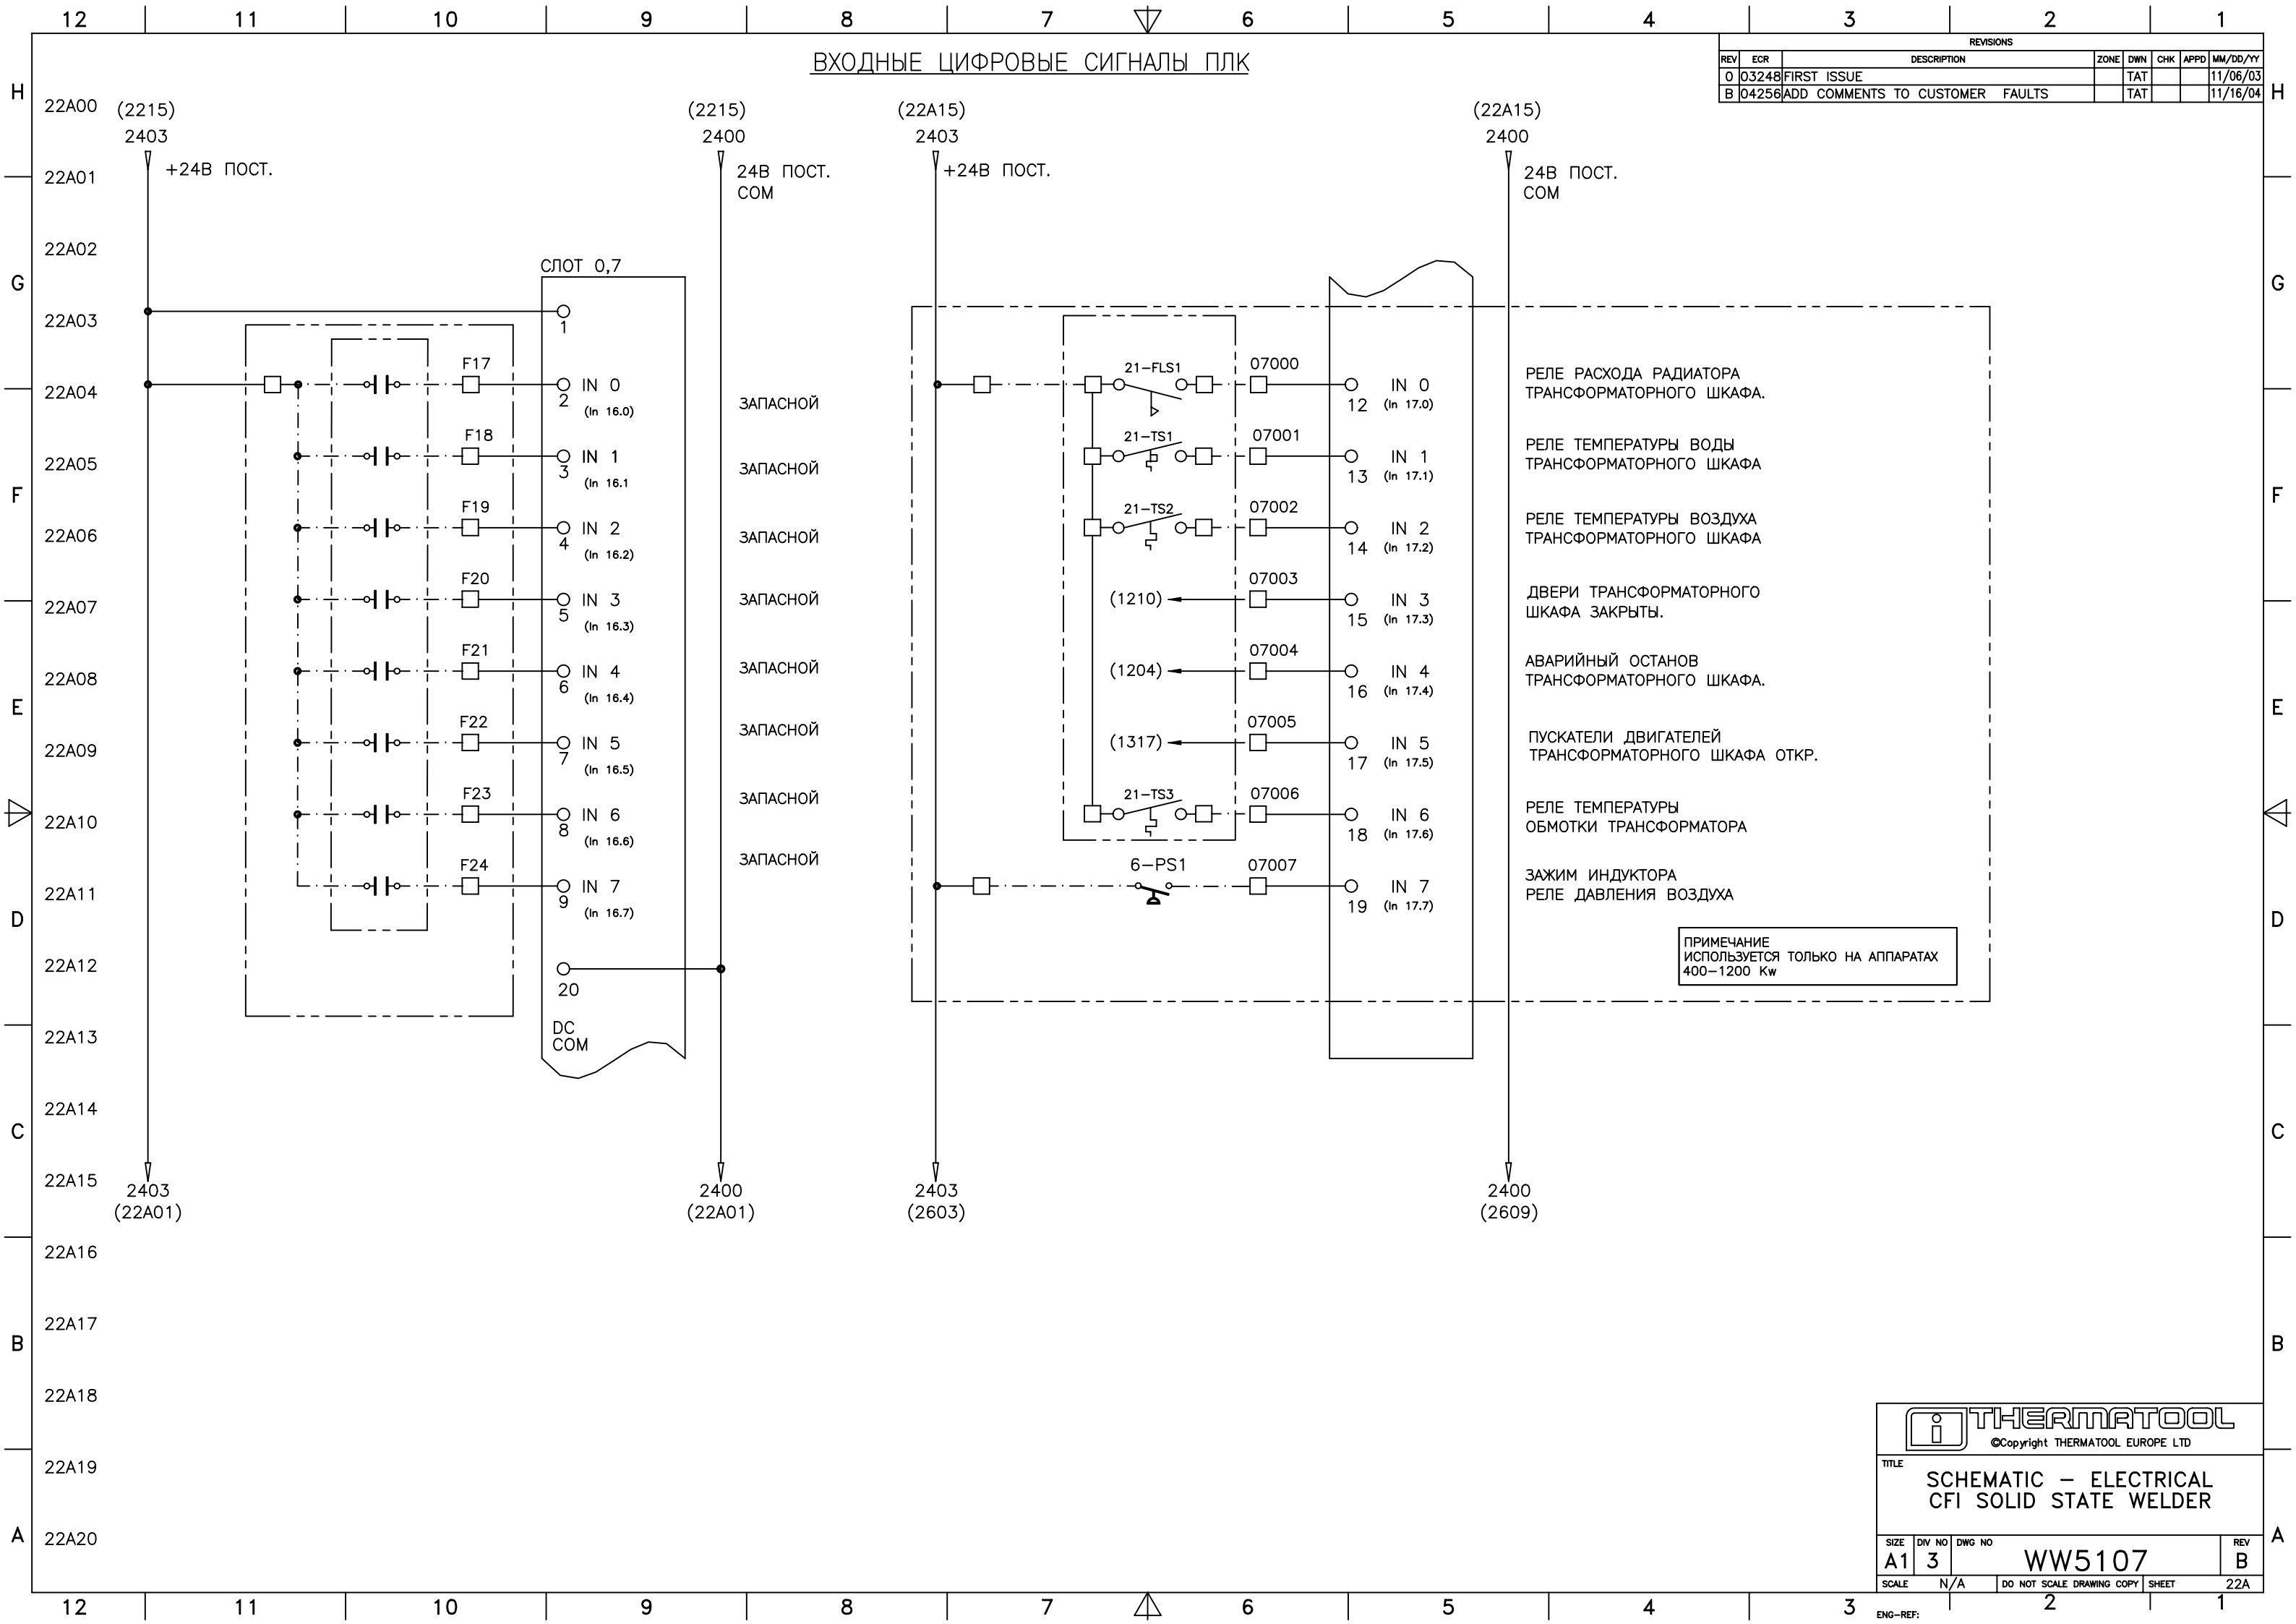 12 11 10 9 8 7 6 5 4 3 2 1
ВХОДНЫЕ ЦИФРОВЫЕ СИГНАЛЫ ПЛК
REVISIONS
REV ECR DESCRIPTION ZONE DWN CHK APPD MM/DD/YY
0 03248 FIRST ISSUE TAT 11/06/03
B 04256 ADD COMMENTS TO CUSTOMER FAULTS TAT 11/16/04
H H
G G
F F
E E
D D
C C
B B
A A
22A00
22A01
22A02
22A03
22A04
22A05
22A06
22A07
22A08
22A09
22A10
22A11
22A12
22A13
22A14
22A15
22A16
22A17
22A18
22A19
22A20
(2215)
2403
+24В ПОСТ.
(2215)
2400
24В ПОСТ.
COM
СЛОТ 0,7
1
F17
IN 0
2
(In 16.0)
ЗАПАСНОЙ
F18
IN 1
3
(In 16.1
ЗАПАСНОЙ
F19
IN 2
4
(In 16.2)
ЗАПАСНОЙ
F20
IN 3
5
(In 16.3)
ЗАПАСНОЙ
F21
IN 4
6
(In 16.4)
ЗАПАСНОЙ
F22
IN 5
7
(In 16.5)
ЗАПАСНОЙ
F23
IN 6
8
(In 16.6)
ЗАПАСНОЙ
F24
IN 7
9
(In 16.7)
ЗАПАСНОЙ
20
DC
COM
2403
(22A01)
2400
(22A01)
(22A15)
2403
+24В ПОСТ.
(22A15)
2400
24В ПОСТ.
COM
21-FLS1
07000
IN 0
12 (In 17.0)
РЕЛЕ РАСХОДА РАДИАТОРА
ТРАНСФОРМАТОРНОГО ШКАФА.
21-TS1
07001
IN 1
13 (In 17.1)
РЕЛЕ ТЕМПЕРАТУРЫ ВОДЫ
ТРАНСФОРМАТОРНОГО ШКАФА
21-TS2
07002
IN 2
14 (In 17.2)
РЕЛЕ ТЕМПЕРАТУРЫ ВОЗДУХА
ТРАНСФОРМАТОРНОГО ШКАФА
(1210)
07003
IN 3
15 (In 17.3)
ДВЕРИ ТРАНСФОРМАТОРНОГО
ШКАФА ЗАКРЫТЫ.
(1204)
07004
IN 4
16 (In 17.4)
АВАРИЙНЫЙ ОСТАНОВ
ТРАНСФОРМАТОРНОГО ШКАФА.
(1317)
07005
IN 5
17 (In 17.5)
ПУСКАТЕЛИ ДВИГАТЕЛЕЙ
ТРАНСФОРМАТОРНОГО ШКАФА ОТКР.
21-TS3
07006
IN 6
18 (In 17.6)
РЕЛЕ ТЕМПЕРАТУРЫ
ОБМОТКИ ТРАНСФОРМАТОРА
6-PS1
07007
IN 7
19 (In 17.7)
ЗАЖИМ ИНДУКТОРА
РЕЛЕ ДАВЛЕНИЯ ВОЗДУХА
ПРИМЕЧАНИЕ
ИСПОЛЬЗУЕТСЯ ТОЛЬКО НА АППАРАТАХ
400-1200 Kw
2403
(2603)
2400
(2609)
THERMATOOL
©Copyright THERMATOOL EUROPE LTD
TITLE
SCHEMATIC - ELECTRICAL
CFI SOLID STATE WELDER
SIZE DIV NO DWG NO REV
A1 3 WW5107 B
SCALE N/A DO NOT SCALE DRAWING COPY SHEET 22A
12 11 10 9 8 7 6 5 4 3 2 1
ENG-REF: